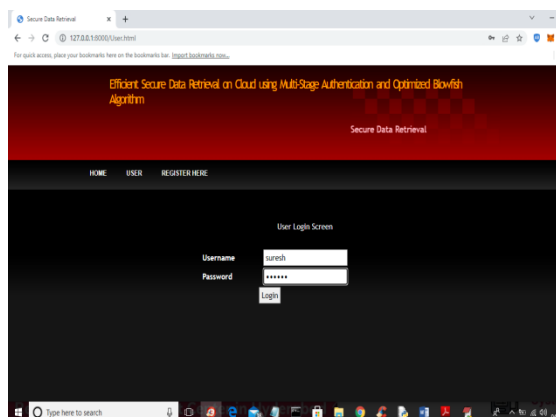 Secure Data Retrieval
127.0.0.1:6000/User.html
For quick access, place your bookmarks here on the bookmarks bar. Import bookmarks now...
Efficient Secure Data Retrieval on Cloud using Multi-Stage Authentication and Optimized Blowfish
Algorithm
Secure Data Retrieval
HOME USER REGISTER HERE
User Login Screen
Username suresh
Password ••••••
Login
Type here to search